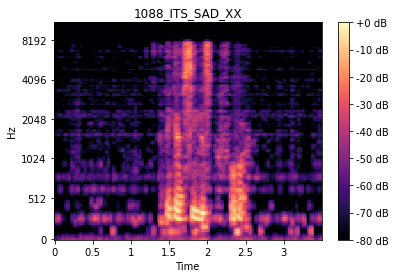 1088_ITS_SAD_XX
Hz
8192
4096
2048
1024
512
0
0 0.5 1 1.5 2 2.5 3
Time
+0 dB
-10 dB
-20 dB
-30 dB
-40 dB
-50 dB
-60 dB
-70 dB
-80 dB